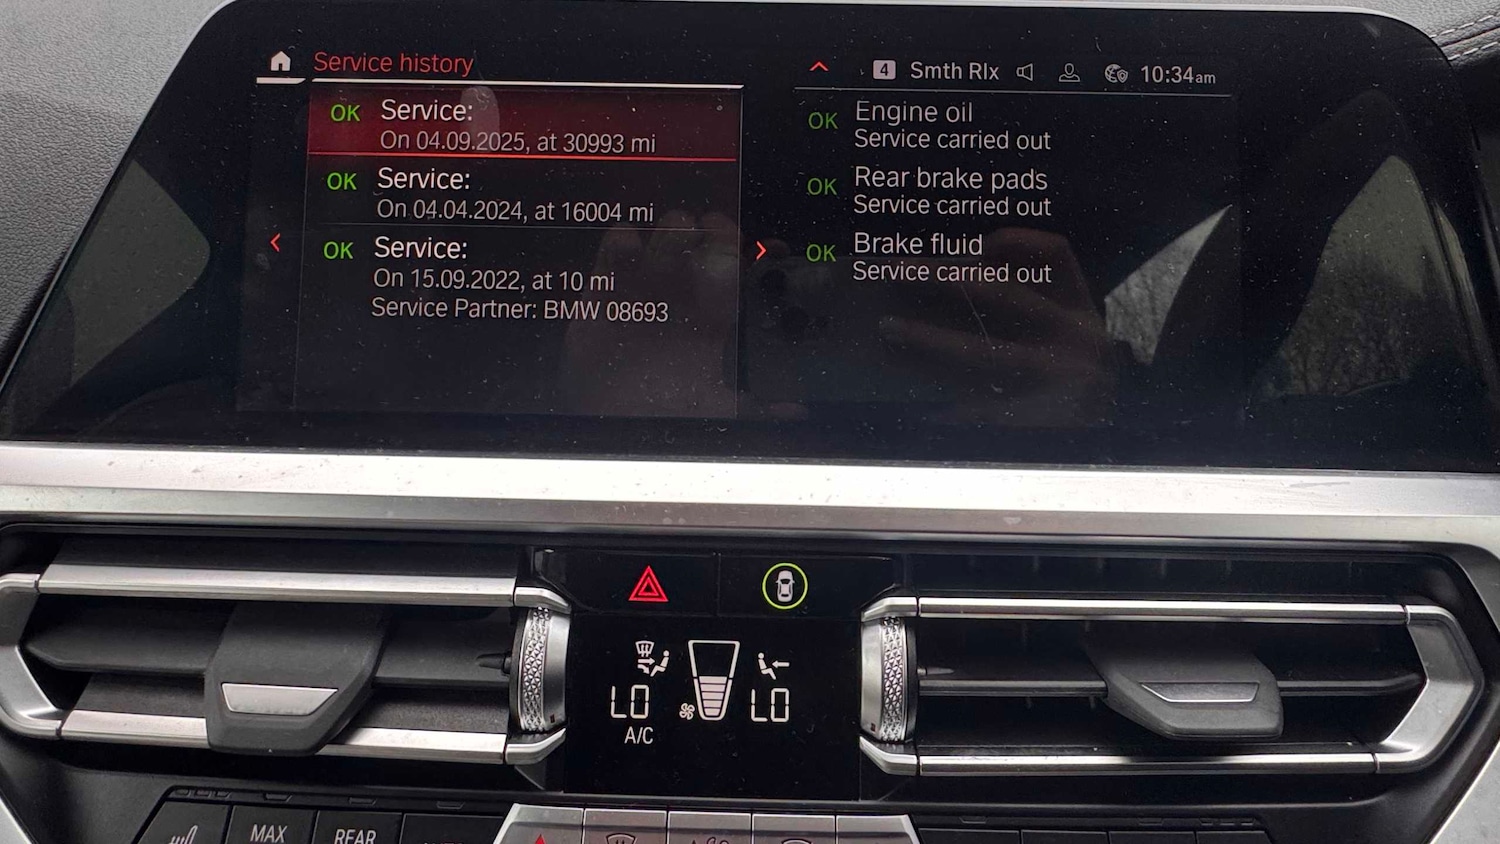 Service history
4 Smth Rlx 10:34am
OK Service:
On 04.09.2025, at 30993 mi
OK Service:
On 04.04.2024, at 16004 mi
OK Service:
On 15.09.2022, at 10 mi
Service Partner: BMW 08693
OK Engine oil
Service carried out
OK Rear brake pads
Service carried out
OK Brake fluid
Service carried out
LO LO
A/C
MAX REAR